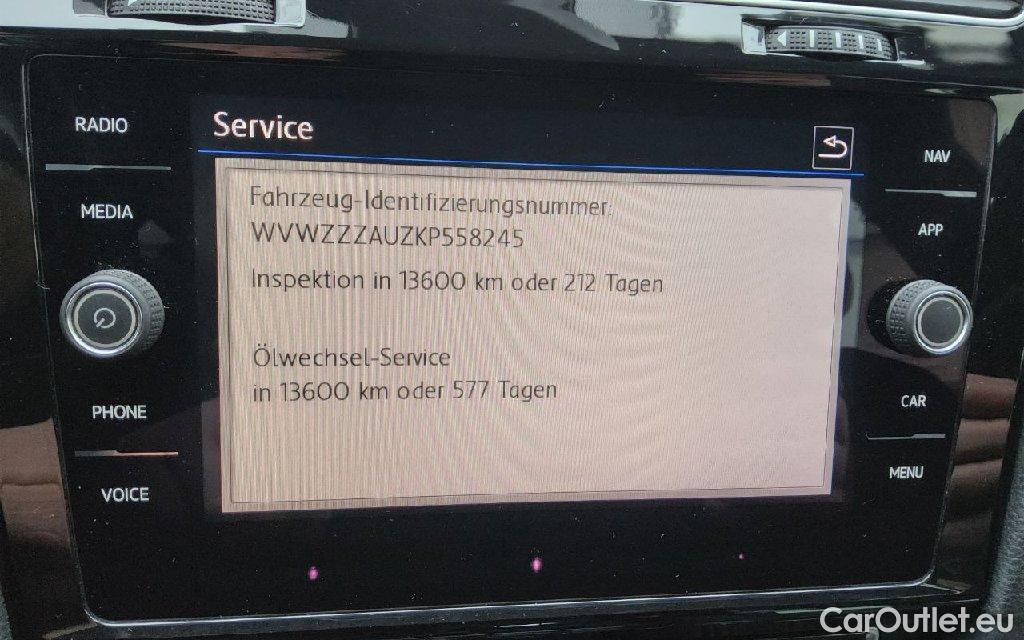 RADIO
MEDIA
PHONE
VOICE
Service
Fahrzeug-Identifizierungsnummer:
WVWZZZAUZKP558245
Inspektion in 13600 km oder 212 Tagen
Ölwechsel-Service
in 13600 km oder 577 Tagen
NAV
APP
CAR
MENU
CarOutlet.eu